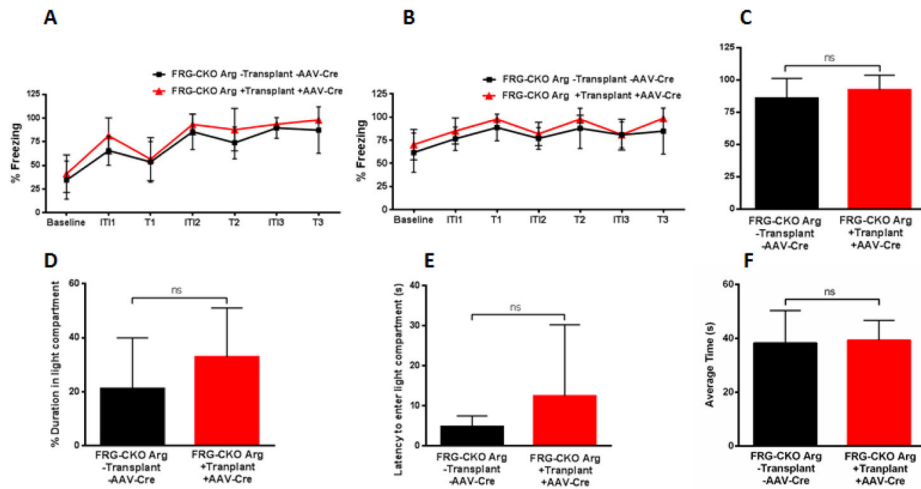 A
FRG-CKO Arg -Transplant -AAV-Cre
FRG-CKO Arg +Transplant +AAV-Cre
% Freezing
100
75
50
25
0
Baseline ITI1 T1 ITI2 T2 ITI3 T3
B
FRG-CKO Arg -Transplant -AAV-Cre
FRG-CKO Arg +Transplant +AAV-Cre
% Freezing
100
75
50
25
0
Baseline ITI1 T1 ITI2 T2 ITI3 T3
C
ns
% Freezing
125
100
75
50
25
0
FRG-CKO Arg FRG-CKO Arg
-Transplant +Tranplant
-AAV-Cre +AAV-Cre
D
ns
% Duration in light compartment
60
40
20
0
FRG-CKO Arg FRG-CKO Arg
-Transplant +Tranplant
-AAV-Cre +AAV-Cre
E
ns
Latency to enter light compartment (s)
40
30
20
10
0
FRG-CKO Arg FRG-CKO Arg
-Transplant +Tranplant
-AAV-Cre +AAV-Cre
F
ns
Average Time (s)
60
40
20
0
FRG-CKO Arg FRG-CKO Arg
-Transplant +Tranplant
-AAV-Cre +AAV-Cre